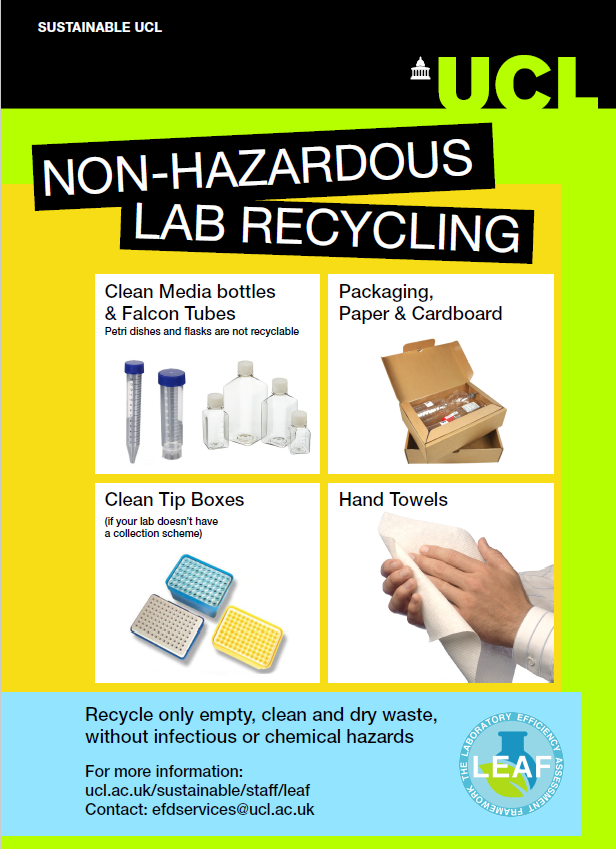 SUSTAINABLE UCL
UCL
NON-HAZARDOUS
LAB RECYCLING
Clean Media bottles
& Falcon Tubes
Petri dishes and flasks are not recyclable
Packaging,
Paper & Cardboard
Clean Tip Boxes
(if your lab doesn't have
a collection scheme)
Hand Towels
Recycle only empty, clean and dry waste,
without infectious or chemical hazards
For more information:
ucl.ac.uk/sustainable/staff/leaf
Contact: efdservices@ucl.ac.uk
THE LABORATORY EFFICIENCY ASSESSMENT FRAMEWORK
LEAF